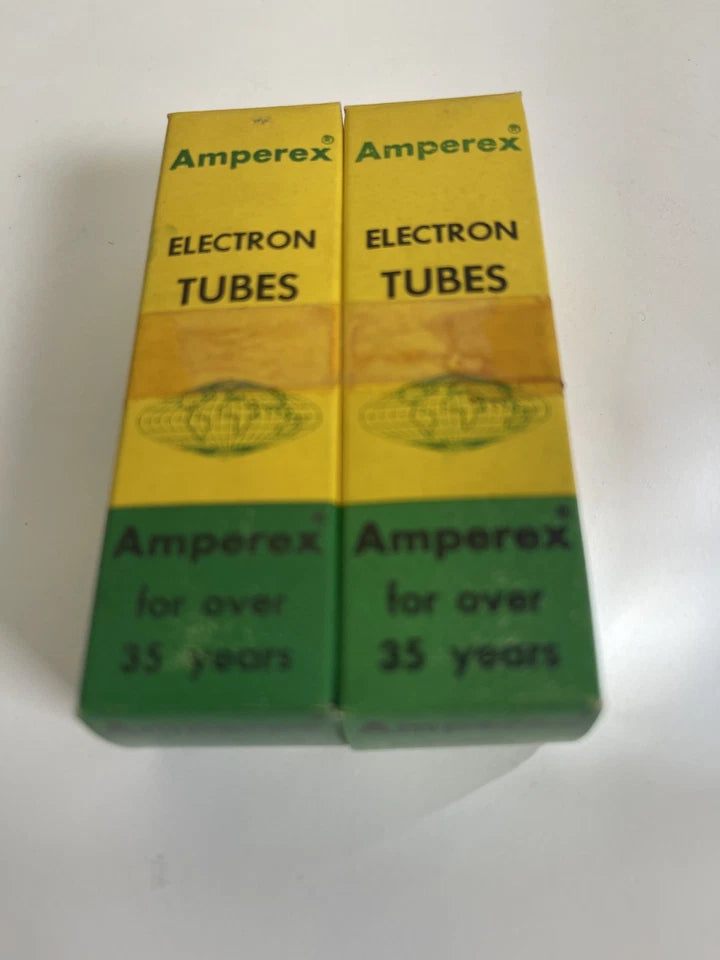 Amperex®
ELECTRON
TUBES
Amperex®
for over
35 years
Amperex®
ELECTRON
TUBES
Amperex®
for over
35 years